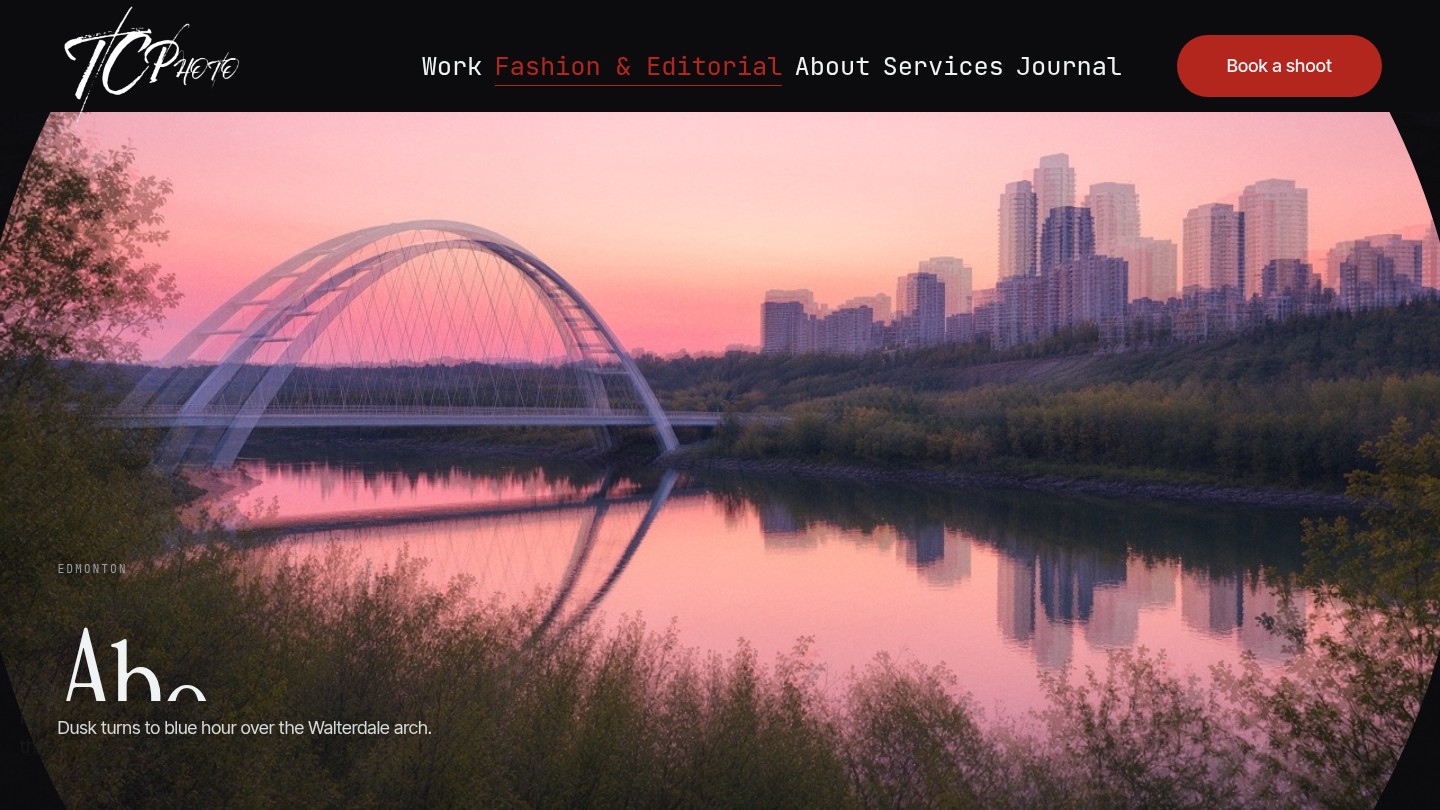 TCPHOTO
Work Fashion & Editorial About Services Journal
Book a shoot
EDMONTON
Abo
Dusk turns to blue hour over the Walterdale arch.